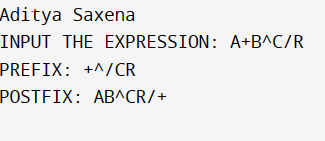 Aditya Saxena
INPUT THE EXPRESSION: A+B^C/R
PREFIX: +^/CR
POSTFIX: AB^CR/+